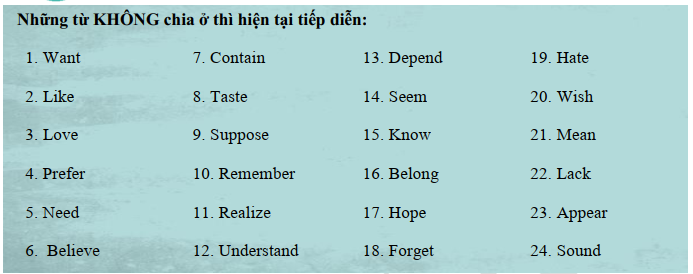 Những từ KHÔNG chia ở thì hiện tại tiếp diễn:
1. Want
2. Like
3. Love
4. Prefer
5. Need
6. Believe
7. Contain
8. Taste
9. Suppose
10. Remember
11. Realize
12. Understand
13. Depend
14. Seem
15. Know
16. Belong
17. Hope
18. Forget
19. Hate
20. Wish
21. Mean
22. Lack
23. Appear
24. Sound